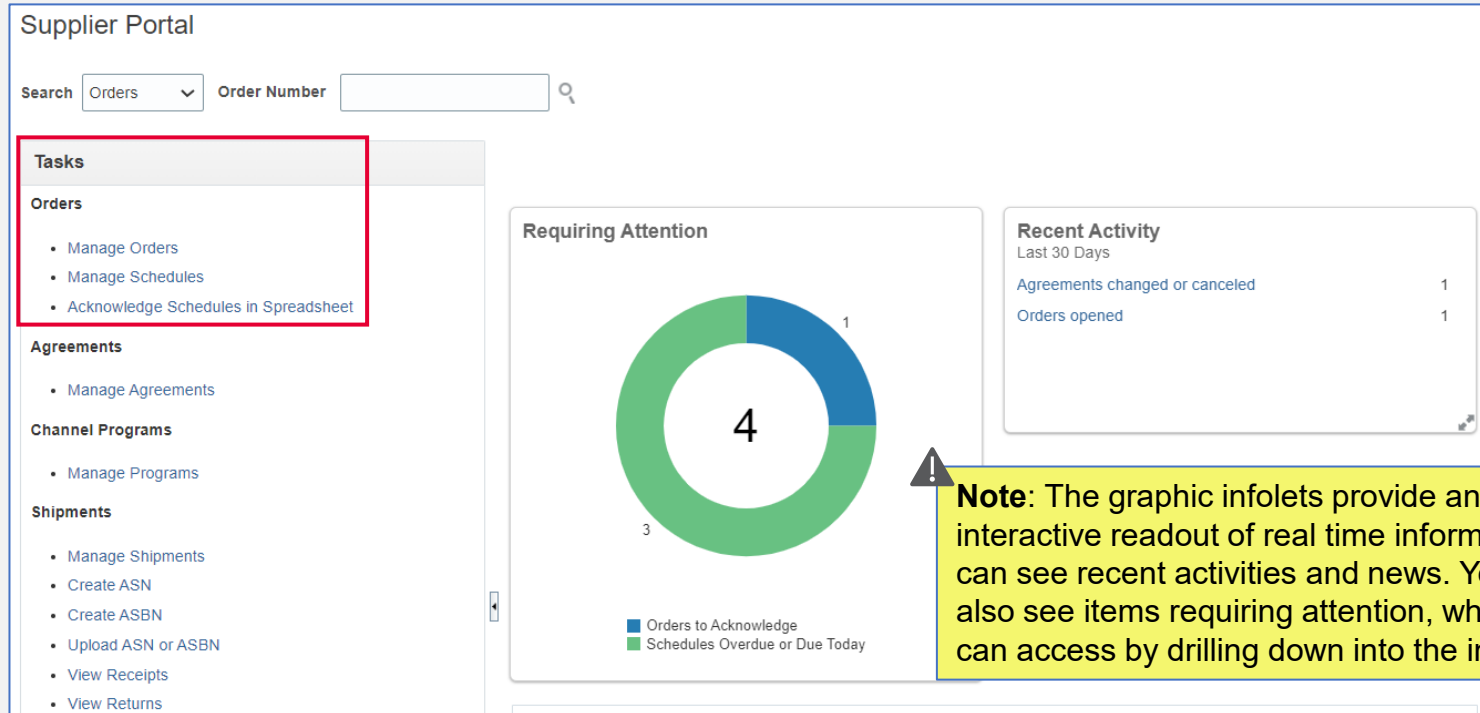 Supplier Portal
Search Orders Order Number
Tasks
Orders
Manage Orders
Manage Schedules
Acknowledge Schedules in Spreadsheet
Agreements
Manage Agreements
Channel Programs
Manage Programs
Shipments
Manage Shipments
Create ASN
Create ASBN
Upload ASN or ASBN
View Receipts
View Returns
Requiring Attention
1
4
3
Orders to Acknowledge
Schedules Overdue or Due Today
Recent Activity
Last 30 Days
Agreements changed or canceled 1
Orders opened 1
Note: The graphic infolets provide an
interactive readout of real time
can see recent activities and news.
also see items requiring attention,
can access by drilling down into the